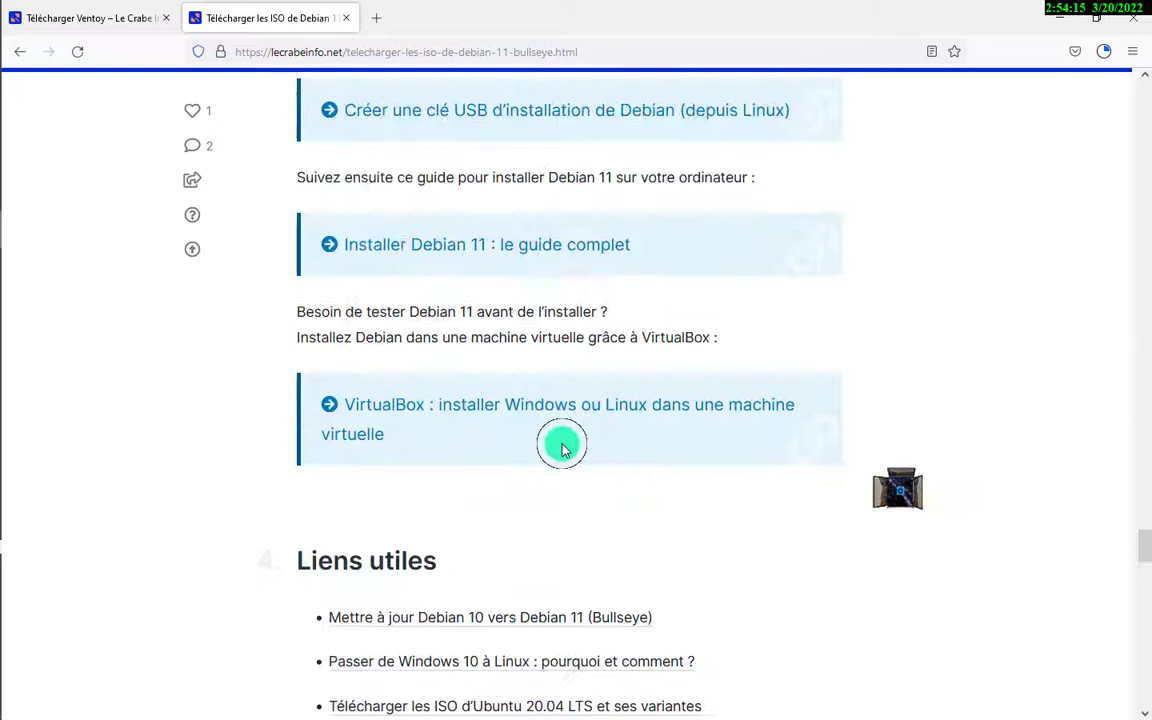 Télécharger Ventoy – Le Crabe
Télécharger les ISO de Debian 1
2:54:15 3/20/2022
https://lecrabeinfo.net/telecharger-les-iso-de-debian-11-bullseye.html
1
2
Créer une clé USB d’installation de Debian (depuis Linux)
Suivez ensuite ce guide pour installer Debian 11 sur votre ordinateur :
Installer Debian 11 : le guide complet
Besoin de tester Debian 11 avant de l’installer ?
Installez Debian dans une machine virtuelle grâce à VirtualBox :
VirtualBox : installer Windows ou Linux dans une machine
virtuelle
4. Liens utiles
• Mettre à jour Debian 10 vers Debian 11 (Bullseye)
• Passer de Windows 10 à Linux : pourquoi et comment ?
• Télécharger les ISO d’Ubuntu 20.04 LTS et ses variantes